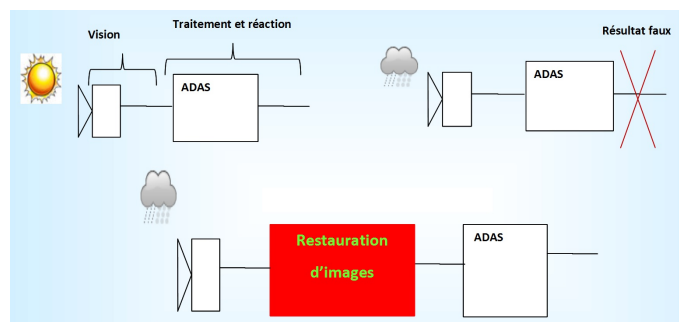 Traitement et réaction
Vision
Résultat faux
ADAS
ADAS
Restauration
d'images
ADAS